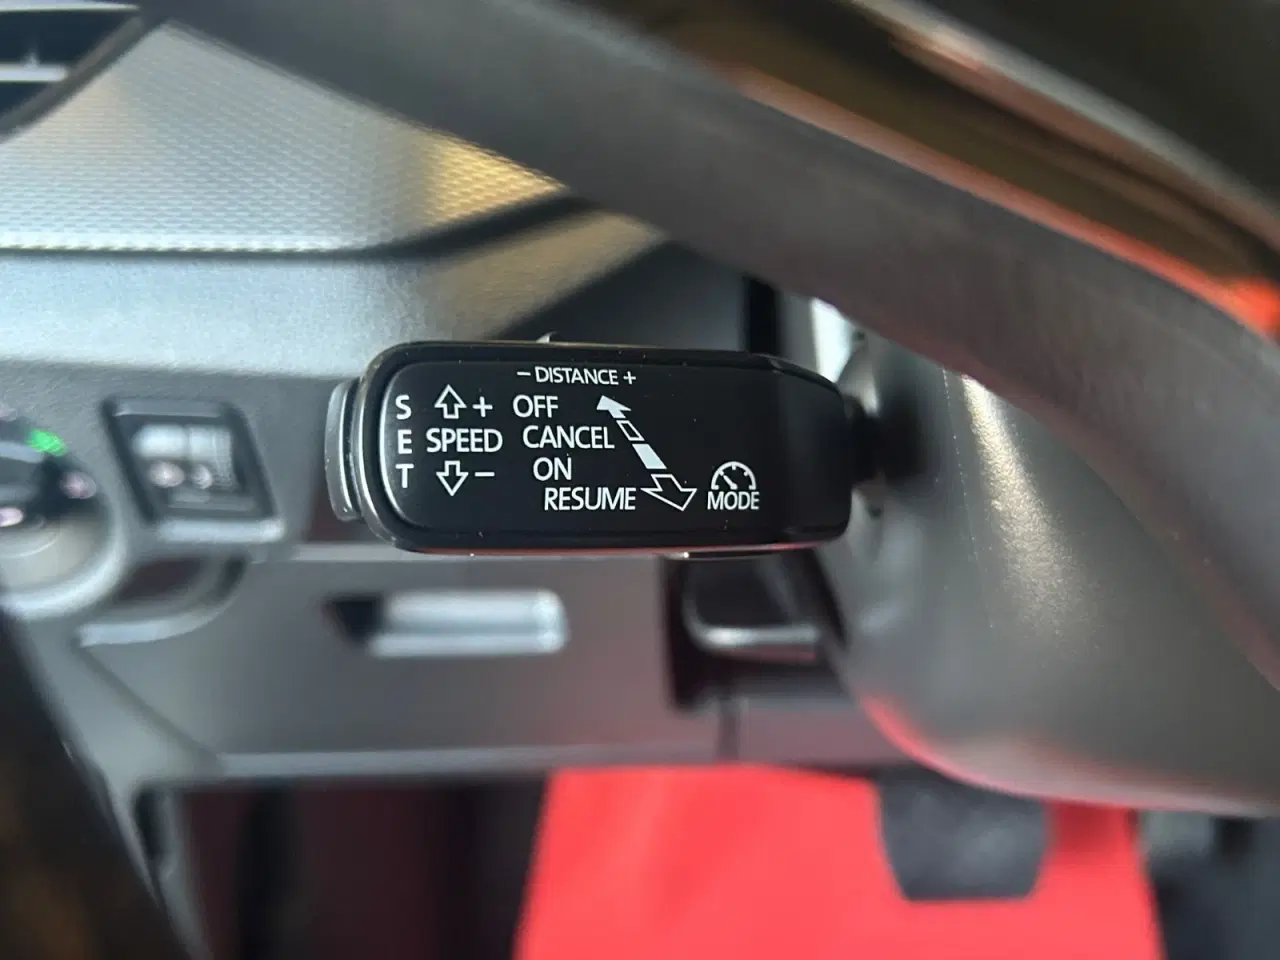 - DISTANCE +
S + OFF
E SPEED CANCEL
T - ON
RESUME MODE